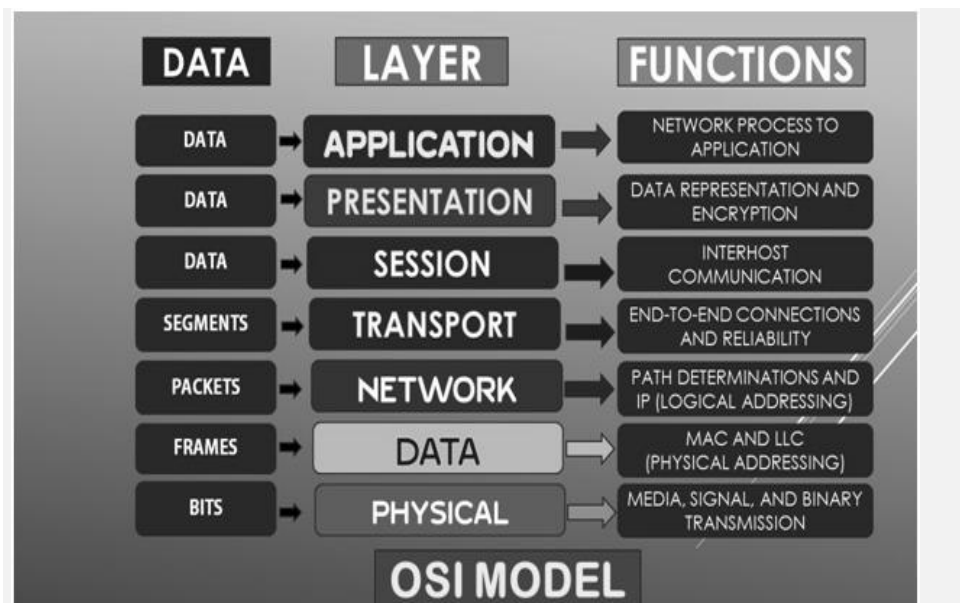 DATA LAYER FUNCTIONS
DATA APPLICATION NETWORK PROCESS TO
APPLICATION
DATA PRESENTATION DATA REPRESENTATION AND
ENCRYPTION
DATA SESSION INTERHOST
COMMUNICATION
SEGMENTS TRANSPORT END-TO-END CONNECTIONS
AND RELIABILITY
PACKETS NETWORK PATH DETERMINATIONS AND
IP (LOGICAL ADDRESSING)
FRAMES DATA MAC AND LLC
(PHYSICAL ADDRESSING)
BITS PHYSICAL MEDIA, SIGNAL, AND BINARY
TRANSMISSION
OSI MODEL